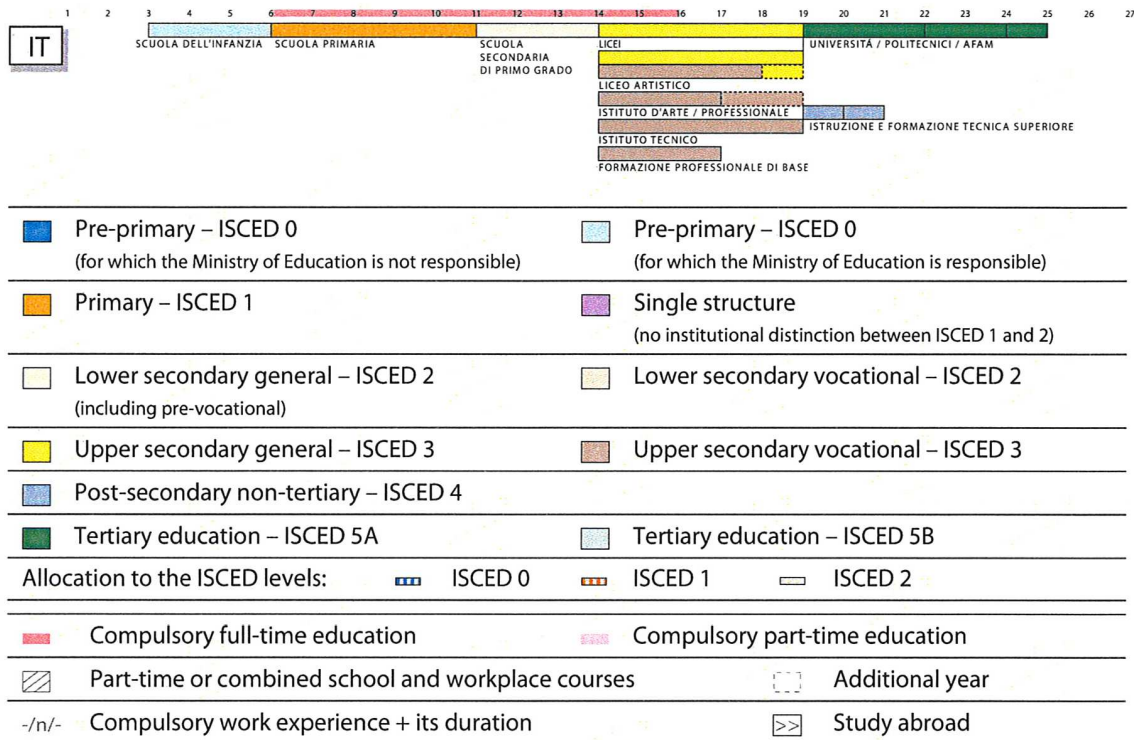 1 2 3 4 5 6 7 8 9 10 11 12 13 14 15 16 17 18 19 20 21 22 23 24 25 26 27
IT
SCUOLA DELL'INFANZIA SCUOLA PRIMARIA SCUOLA SECONDARIA DI PRIMO GRADO LICEI UNIVERSITÁ / POLITECNICI / AFAM
LICEO ARTISTICO
ISTITUTO D'ARTE / PROFESSIONALE ISTRUZIONE E FORMAZIONE TECNICA SUPERIORE
ISTITUTO TECNICO
FORMAZIONE PROFESSIONALE DI BASE
Pre-primary – ISCED 0 Pre-primary – ISCED 0
(for which the Ministry of Education is not responsible) (for which the Ministry of Education is responsible)
Primary – ISCED 1 Single structure
(no institutional distinction between ISCED 1 and 2)
Lower secondary general – ISCED 2 Lower secondary vocational – ISCED 2
(including pre-vocational)
Upper secondary general – ISCED 3 Upper secondary vocational – ISCED 3
Post-secondary non-tertiary – ISCED 4
Tertiary education – ISCED 5A Tertiary education – ISCED 5B
Allocation to the ISCED levels: ISCED 0 ISCED 1 ISCED 2
Compulsory full-time education Compulsory part-time education
Part-time or combined school and workplace courses Additional year
-/n/- Compulsory work experience + its duration >> Study abroad